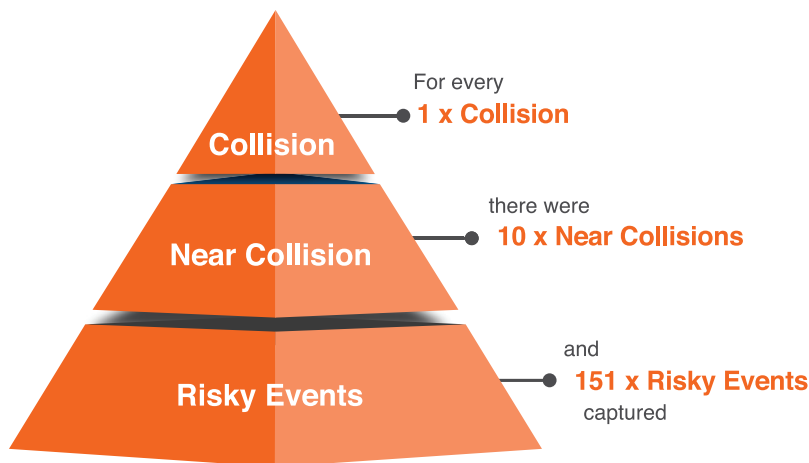 For every
1 x Collision
Collision
there were
10 x Near Collisions
Near Collision
and
151 x Risky Events
Risky Events
captured